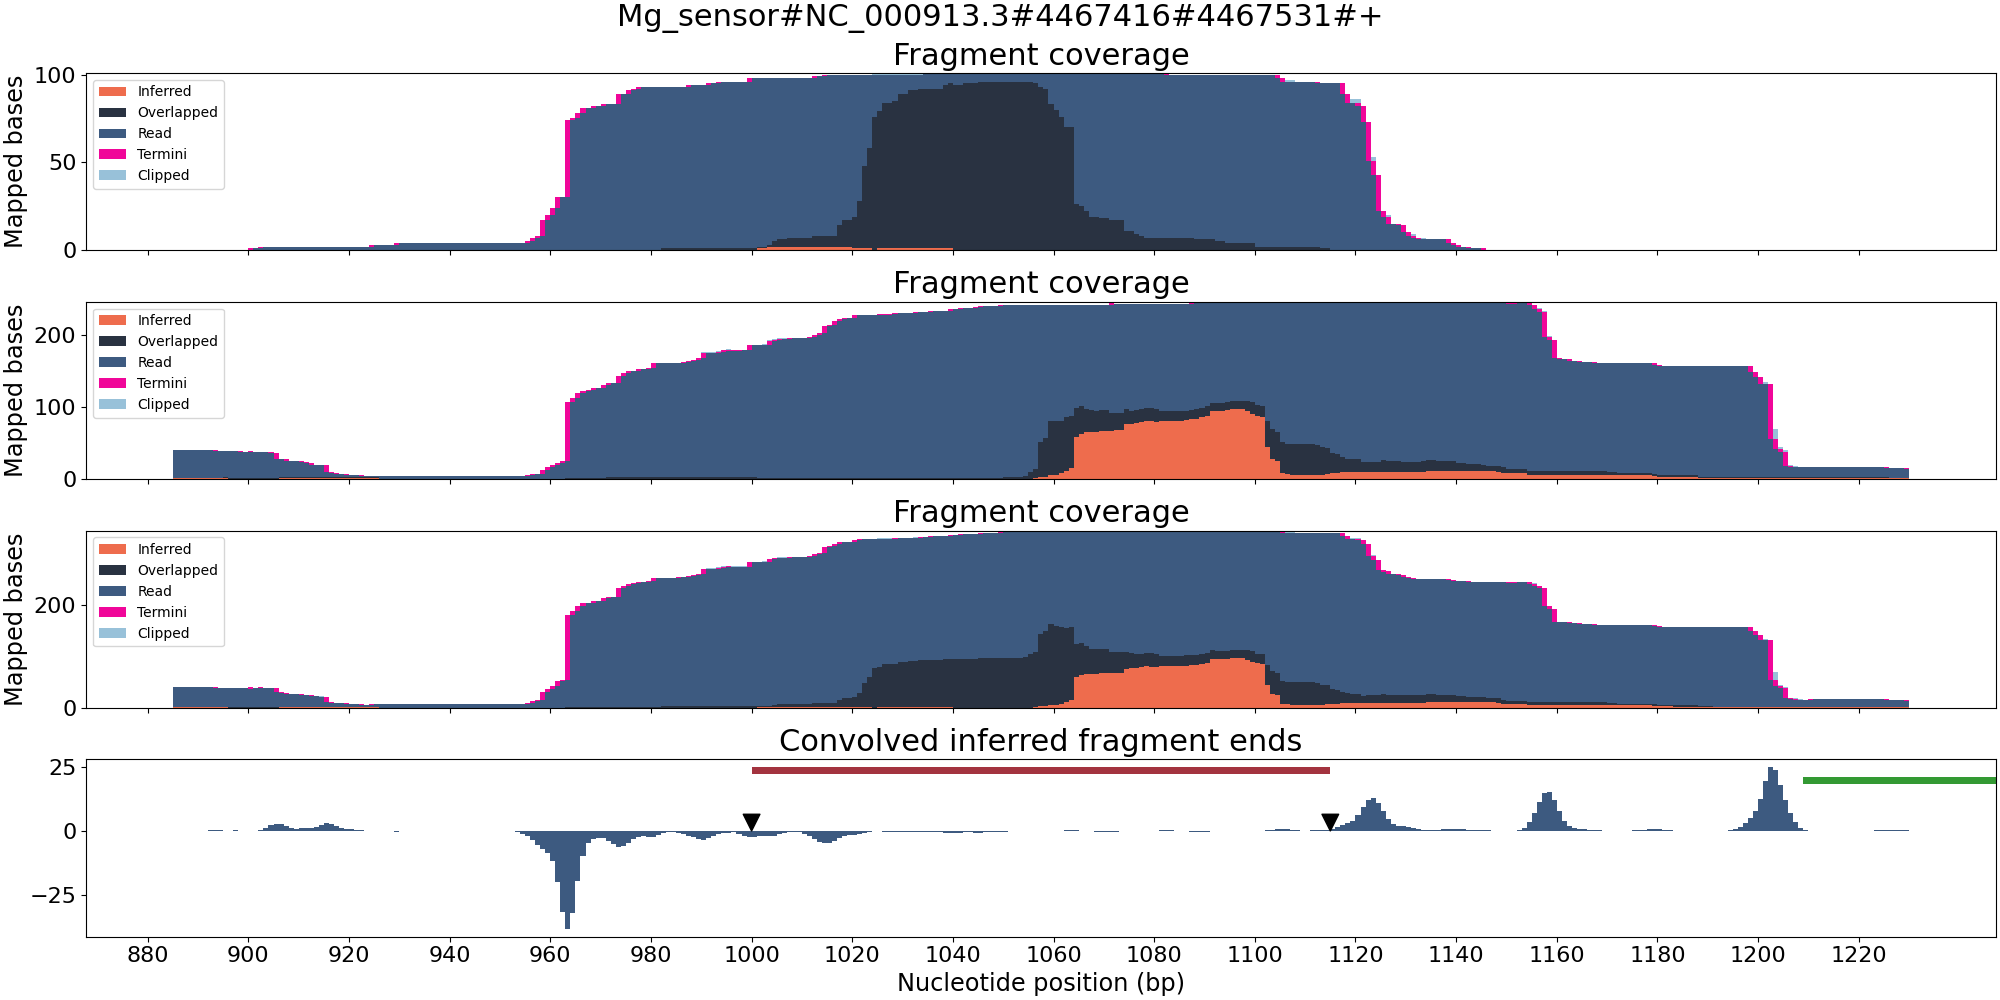 Mg_sensor#NC_000913.3#4467416#4467531#+
Fragment coverage
Mapped bases
100
50
0
Inferred
Overlapped
Read
Termini
Clipped
Fragment coverage
Mapped bases
200
100
0
Inferred
Overlapped
Read
Termini
Clipped
Fragment coverage
Mapped bases
200
0
Inferred
Overlapped
Read
Termini
Clipped
Convolved inferred fragment ends
25
0
−25
880 900 920 940 960 980 1000 1020 1040 1060 1080 1100 1120 1140 1160 1180 1200 1220
Nucleotide position (bp)